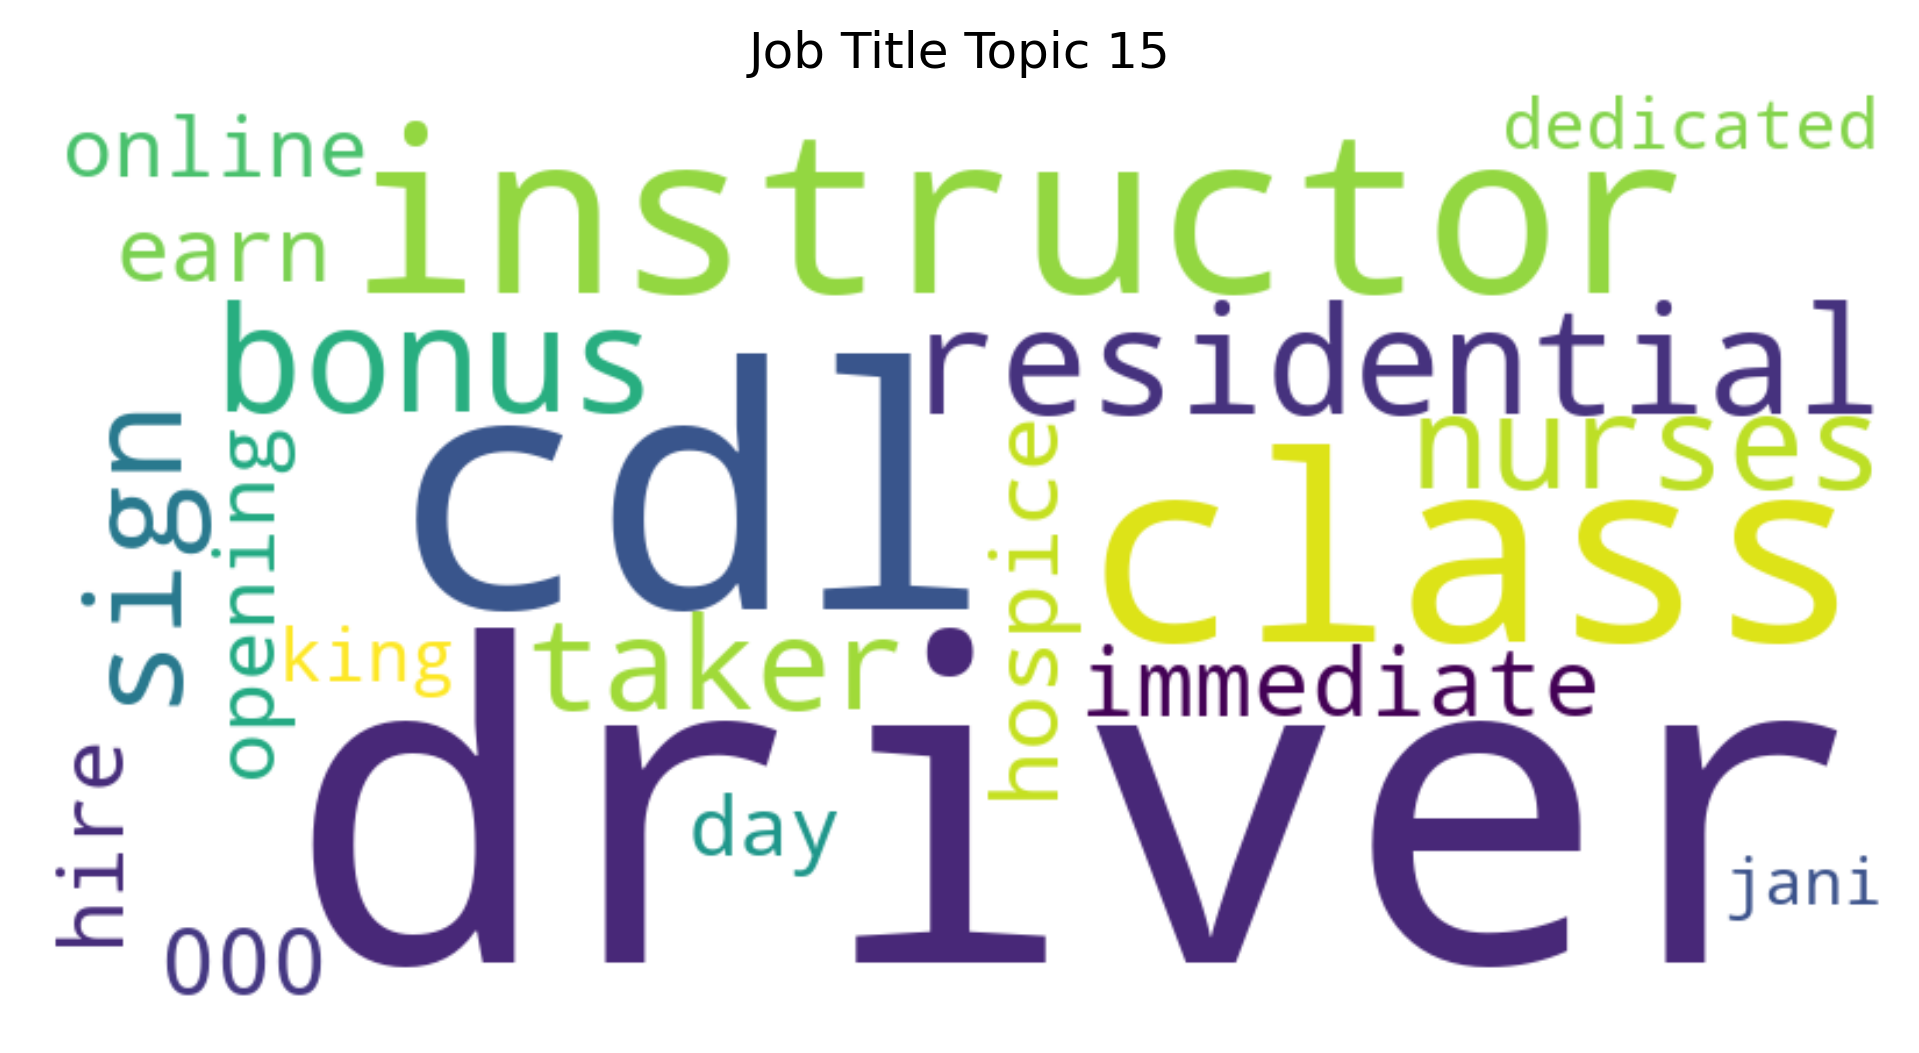 Job Title Topic 15
online
instructor
dedicated
earn
bonus
residential
cdl
sign
opening
hospice
nurses
class
king
taker
immediate
driver
hire
day
jani
000